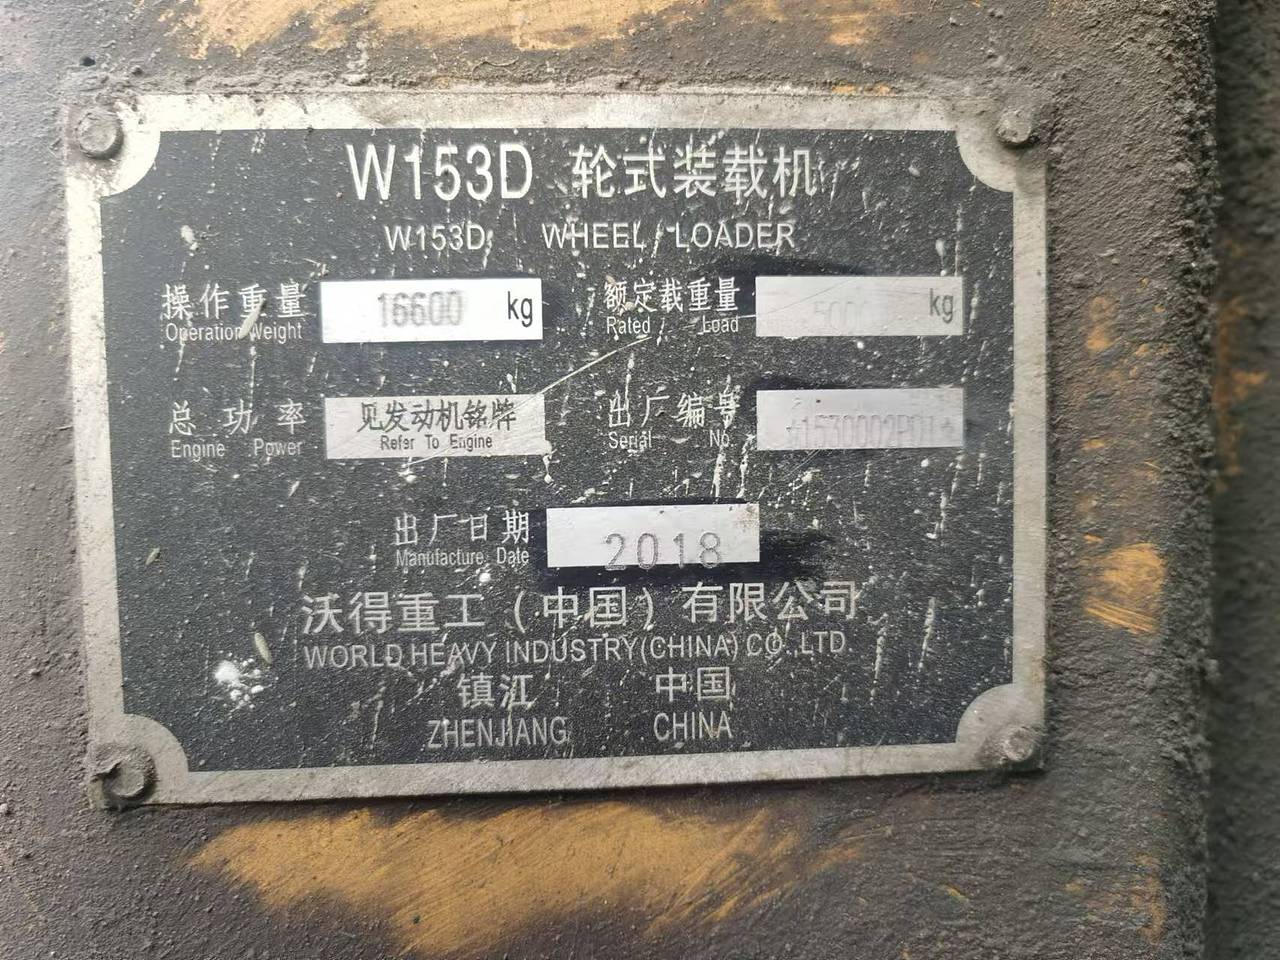 W153D 轮式装载机
W153D WHEEL LOADER
操作重量 16600 kg 额定载重量 5000 kg
Operation Weight Rated Load
总功率 见发动机铭牌 出厂编号
Engine Power Refer To Engine Serial No.
出厂日期 2018
Manufacture Date
沃得重工(中国)有限公司
WORLD HEAVY INDUSTRY(CHINA) CO.,LTD
镇江 中国
ZHENJIANG CHINA